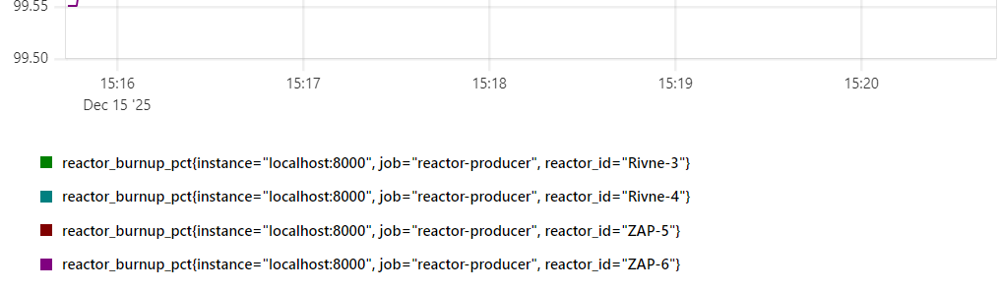 99.55
99.50
15:16 15:17 15:18 15:19 15:20
Dec 15 '25
reactor_burnup_pct{instance="localhost:8000", job="reactor-producer", reactor_id="Rivne-3"}
reactor_burnup_pct{instance="localhost:8000", job="reactor-producer", reactor_id="Rivne-4"}
reactor_burnup_pct{instance="localhost:8000", job="reactor-producer", reactor_id="ZAP-5"}
reactor_burnup_pct{instance="localhost:8000", job="reactor-producer", reactor_id="ZAP-6"}